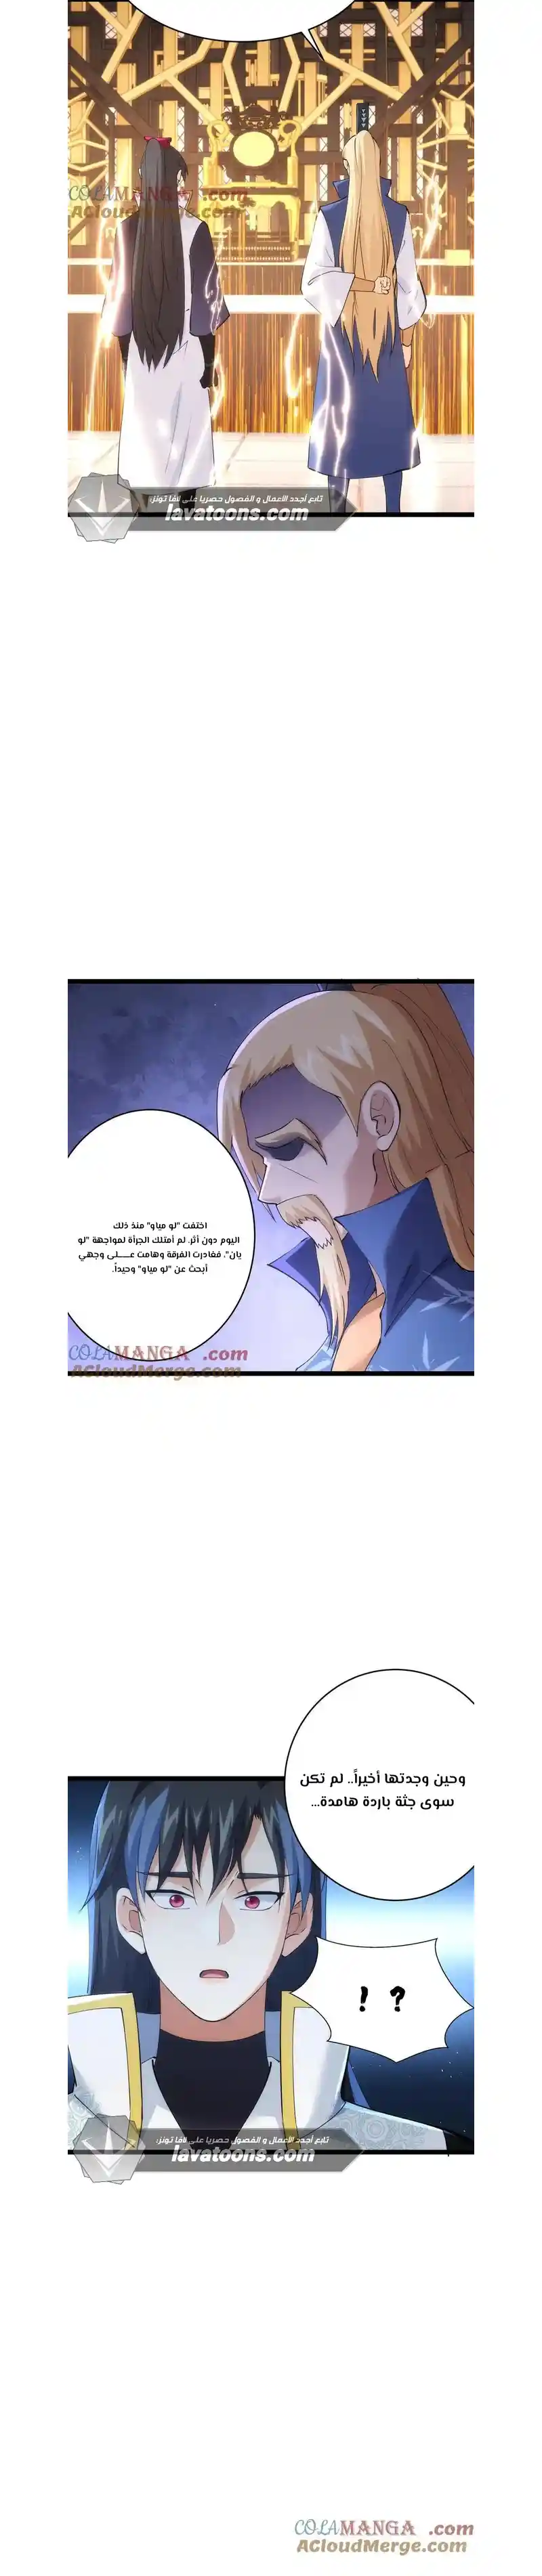 COLAMANGA.com
ACloudMerge.com
تابع أجدد الأعمال و الفصول حصريا على لافا تونز:
lavatoons.com
اختفت "لو مياو" منذ ذلك
اليوم دون أثر. لم أمتلك الجرأة لمواجهة "لو
يان"، فغادرت الفرقة وهامت عـــلى وجهي
أبحث عن "لو مياو" وحيداً.
COLAMANGA.com
ACloudMerge.com
وحين وجدتها أخيراً.. لم تكن
سوى جثة باردة هامدة...
! ?
تابع أجدد الأعمال و الفصول حصريا على لافا تونز:
lavatoons.com
COLAMANGA.com
ACloudMerge.com